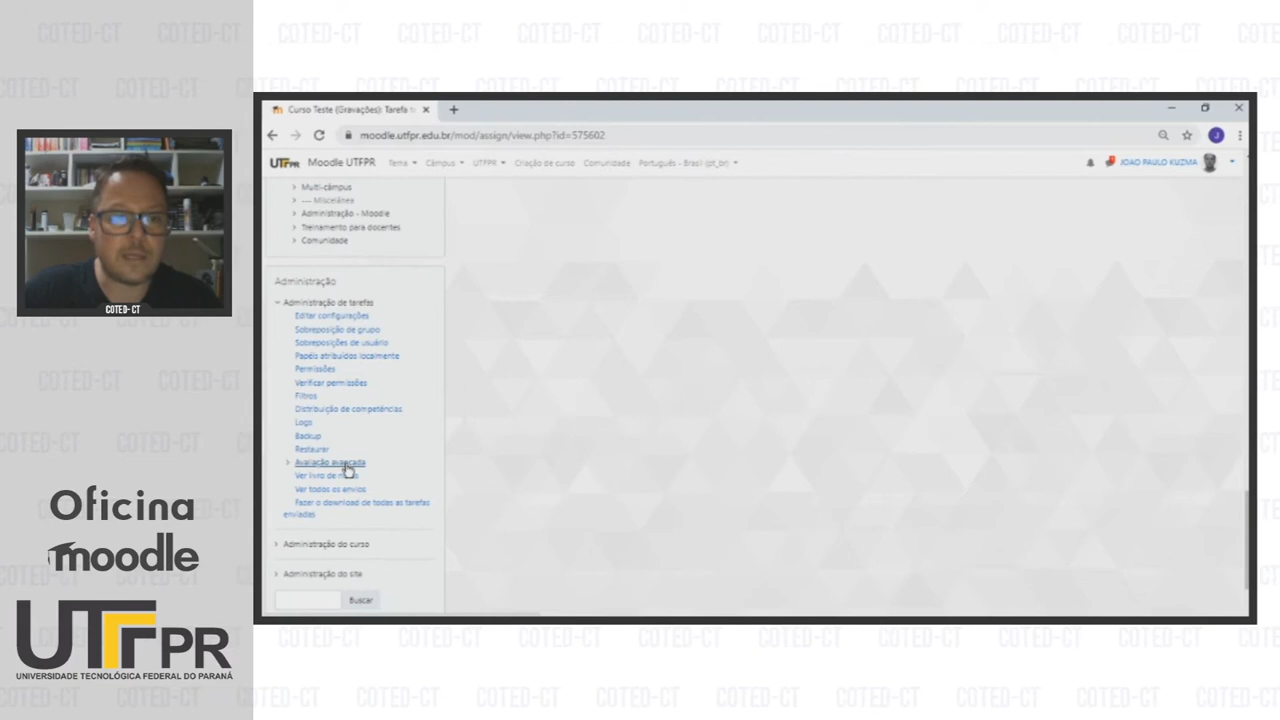 COTED-CT
Oficina
moodle
UTFPR
UNIVERSIDADE TECNOLÓGICA FEDERAL DO PARANÁ
Curso Teste (Gravações): Tarefa
moodle.utfpr.edu.br/mod/assign/view.php?id=575602
J
UTFPR Moodle UTFPR Tema Câmpus UTFPR Criação de curso Comunidade Português - Brasil (pt_br) JOAO PAULO KUZMA
Multi-câmpus
--- Miscelânea
Administração - Moodle
Treinamento para docentes
Comunidade
Administração
Administração de tarefas
Editar configurações
Sobreposição de grupo
Sobreposições de usuário
Papéis atribuídos localmente
Permissões
Verificar permissões
Filtros
Distribuição de competências
Logs
Backup
Restaurar
Avaliação avançada
Ver livro de
Ver todos os envios
Fazer o download de todas as tarefas
enviadas
Administração do curso
Administração do site
Buscar